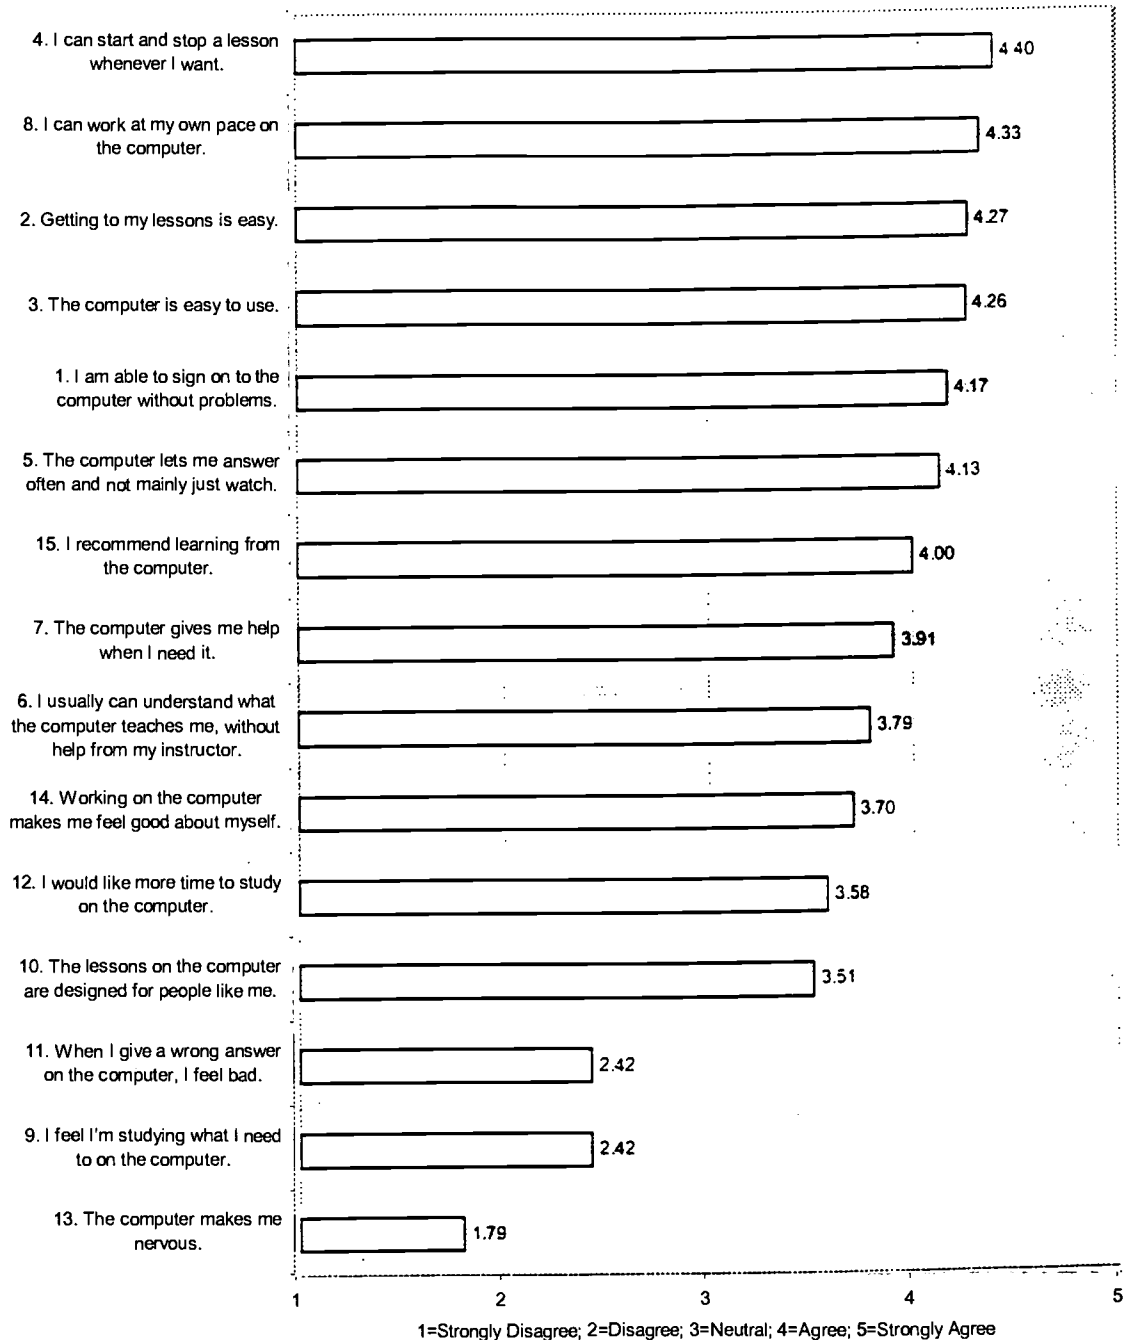 4. I can start and stop a lesson
whenever I want.
4.40
8. I can work at my own pace on
the computer.
4.33
2. Getting to my lessons is easy.
4.27
3. The computer is easy to use.
4.26
1. I am able to sign on to the
computer without problems.
4.17
5. The computer lets me answer
often and not mainly just watch.
4.13
15. I recommend learning from
the computer.
4.00
7. The computer gives me help
when I need it.
3.91
6. I usually can understand what
the computer teaches me, without
help from my instructor.
3.79
14. Working on the computer
makes me feel good about myself.
3.70
12. I would like more time to study
on the computer.
3.58
10. The lessons on the computer
are designed for people like me.
3.51
11. When I give a wrong answer
on the computer, I feel bad.
2.42
9. I feel I'm studying what I need
to on the computer.
2.42
13. The computer makes me
nervous.
1.79
1 2 3 4 5
1=Strongly Disagree; 2=Disagree; 3=Neutral; 4=Agree; 5=Strongly Agree